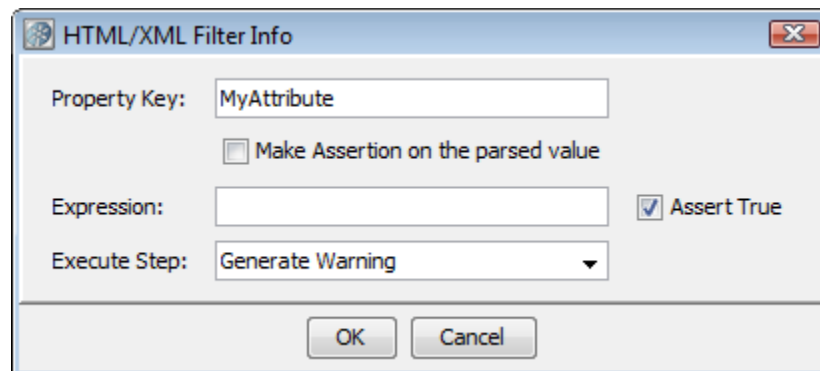 HTML/XML Filter Info
Property Key: MyAttribute
Make Assertion on the parsed value
Expression: Assert True
Execute Step: Generate Warning
OK Cancel